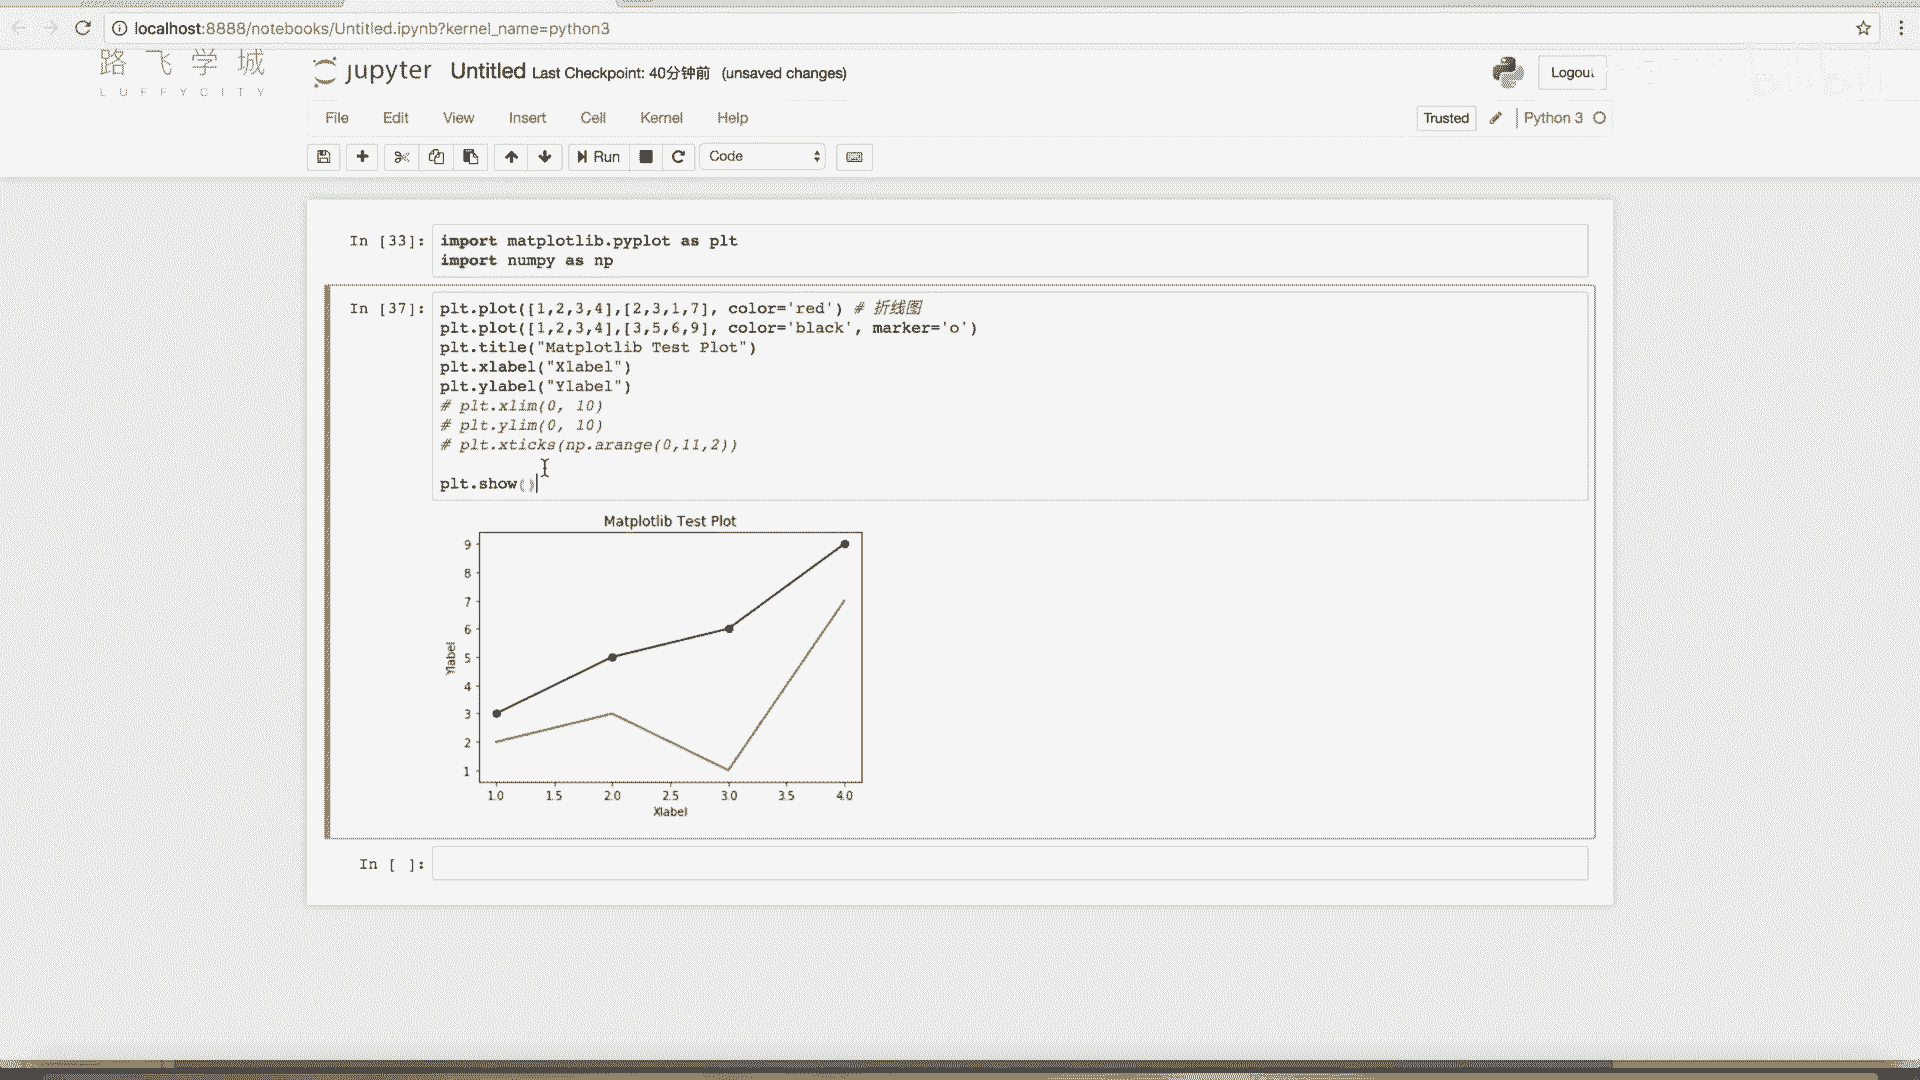 localhost:8888/notebooks/Untitled.ipynb?kernel_name=python3
路飞学城
LUFFYCITY
jupyter Untitled Last Checkpoint: 40分钟前 (unsaved changes)
Logout
File Edit View Insert Cell Kernel Help
Trusted Python 3
Run Code
In [33]: import matplotlib.pyplot as plt
import numpy as np
In [37]: plt.plot([1,2,3,4],[2,3,1,7], color='red') # 折线图
plt.plot([1,2,3,4],[3,5,6,9], color='black', marker='o')
plt.title("Matplotlib Test Plot")
plt.xlabel("Xlabel")
plt.ylabel("Ylabel")
# plt.xlim(0, 10)
# plt.ylim(0, 10)
# plt.xticks(np.arange(0,11,2))
plt.show()
Matplotlib Test Plot
9
8
7
6
5
4
3
2
1
Ylabel
1.0 1.5 2.0 2.5 3.0 3.5 4.0
Xlabel
In [ ]: